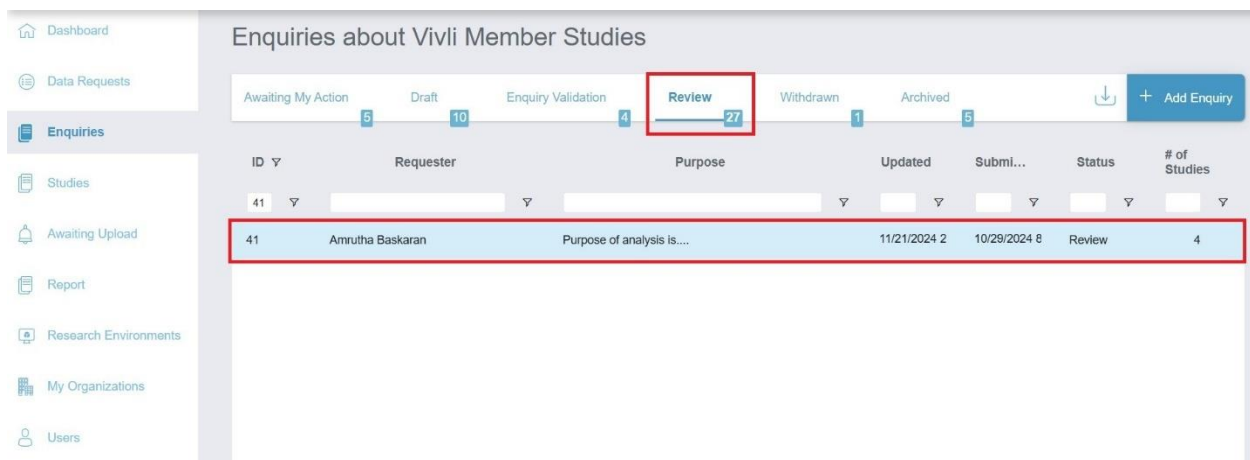 Dashboard
Data Requests
Enquiries
Studies
Awaiting Upload
Report
Research Environments
My Organizations
Users
Enquiries about Vivli Member Studies
Awaiting My Action 5 Draft 10 Enquiry Validation 4 Review 27 Withdrawn 1 Archived 5 + Add Enquiry
ID Requester Purpose Updated Submi... Status # of Studies
41
41 Amrutha Baskaran Purpose of analysis is.... 11/21/2024 2 10/29/2024 8 Review 4